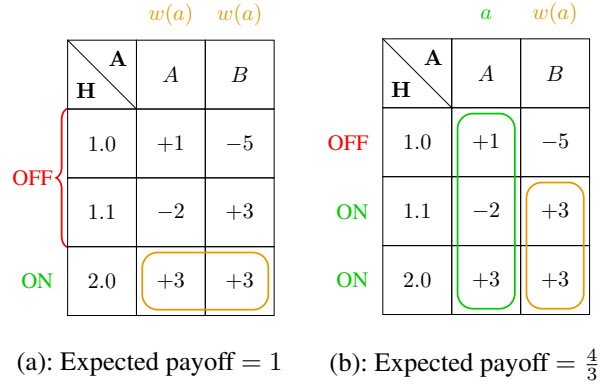 w(a) w(a) a w(a)
A A
H A B H A B
OFF 1.0 +1 −5 OFF 1.0 +1 −5
1.1 −2 +3 ON 1.1 −2 +3
ON 2.0 +3 +3 ON 2.0 +3 +3
(a): Expected payoff = 1 (b): Expected payoff = 4/3